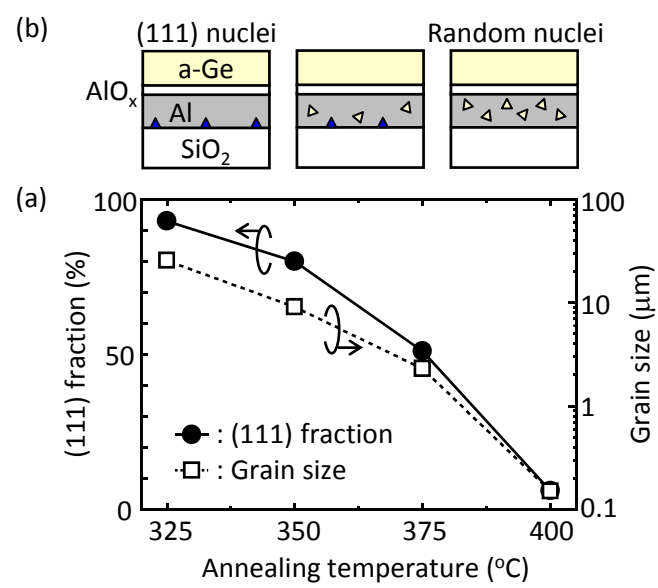 (b)
(111) nuclei
Random nuclei
a-Ge
AlOx
Al
SiO2
(a)
100
50
0
(111) fraction (%)
100
10
1
0.1
Grain size (μm)
: (111) fraction
: Grain size
325 350 375 400
Annealing temperature (oC)